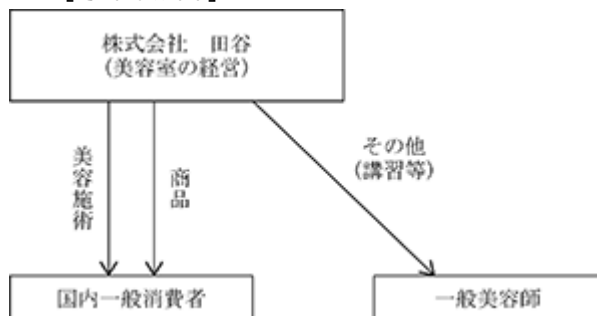 株式会社 田谷
(美容室の経営)
美容施術
商品
その他
(講習等)
国内一般消費者
一般美容師